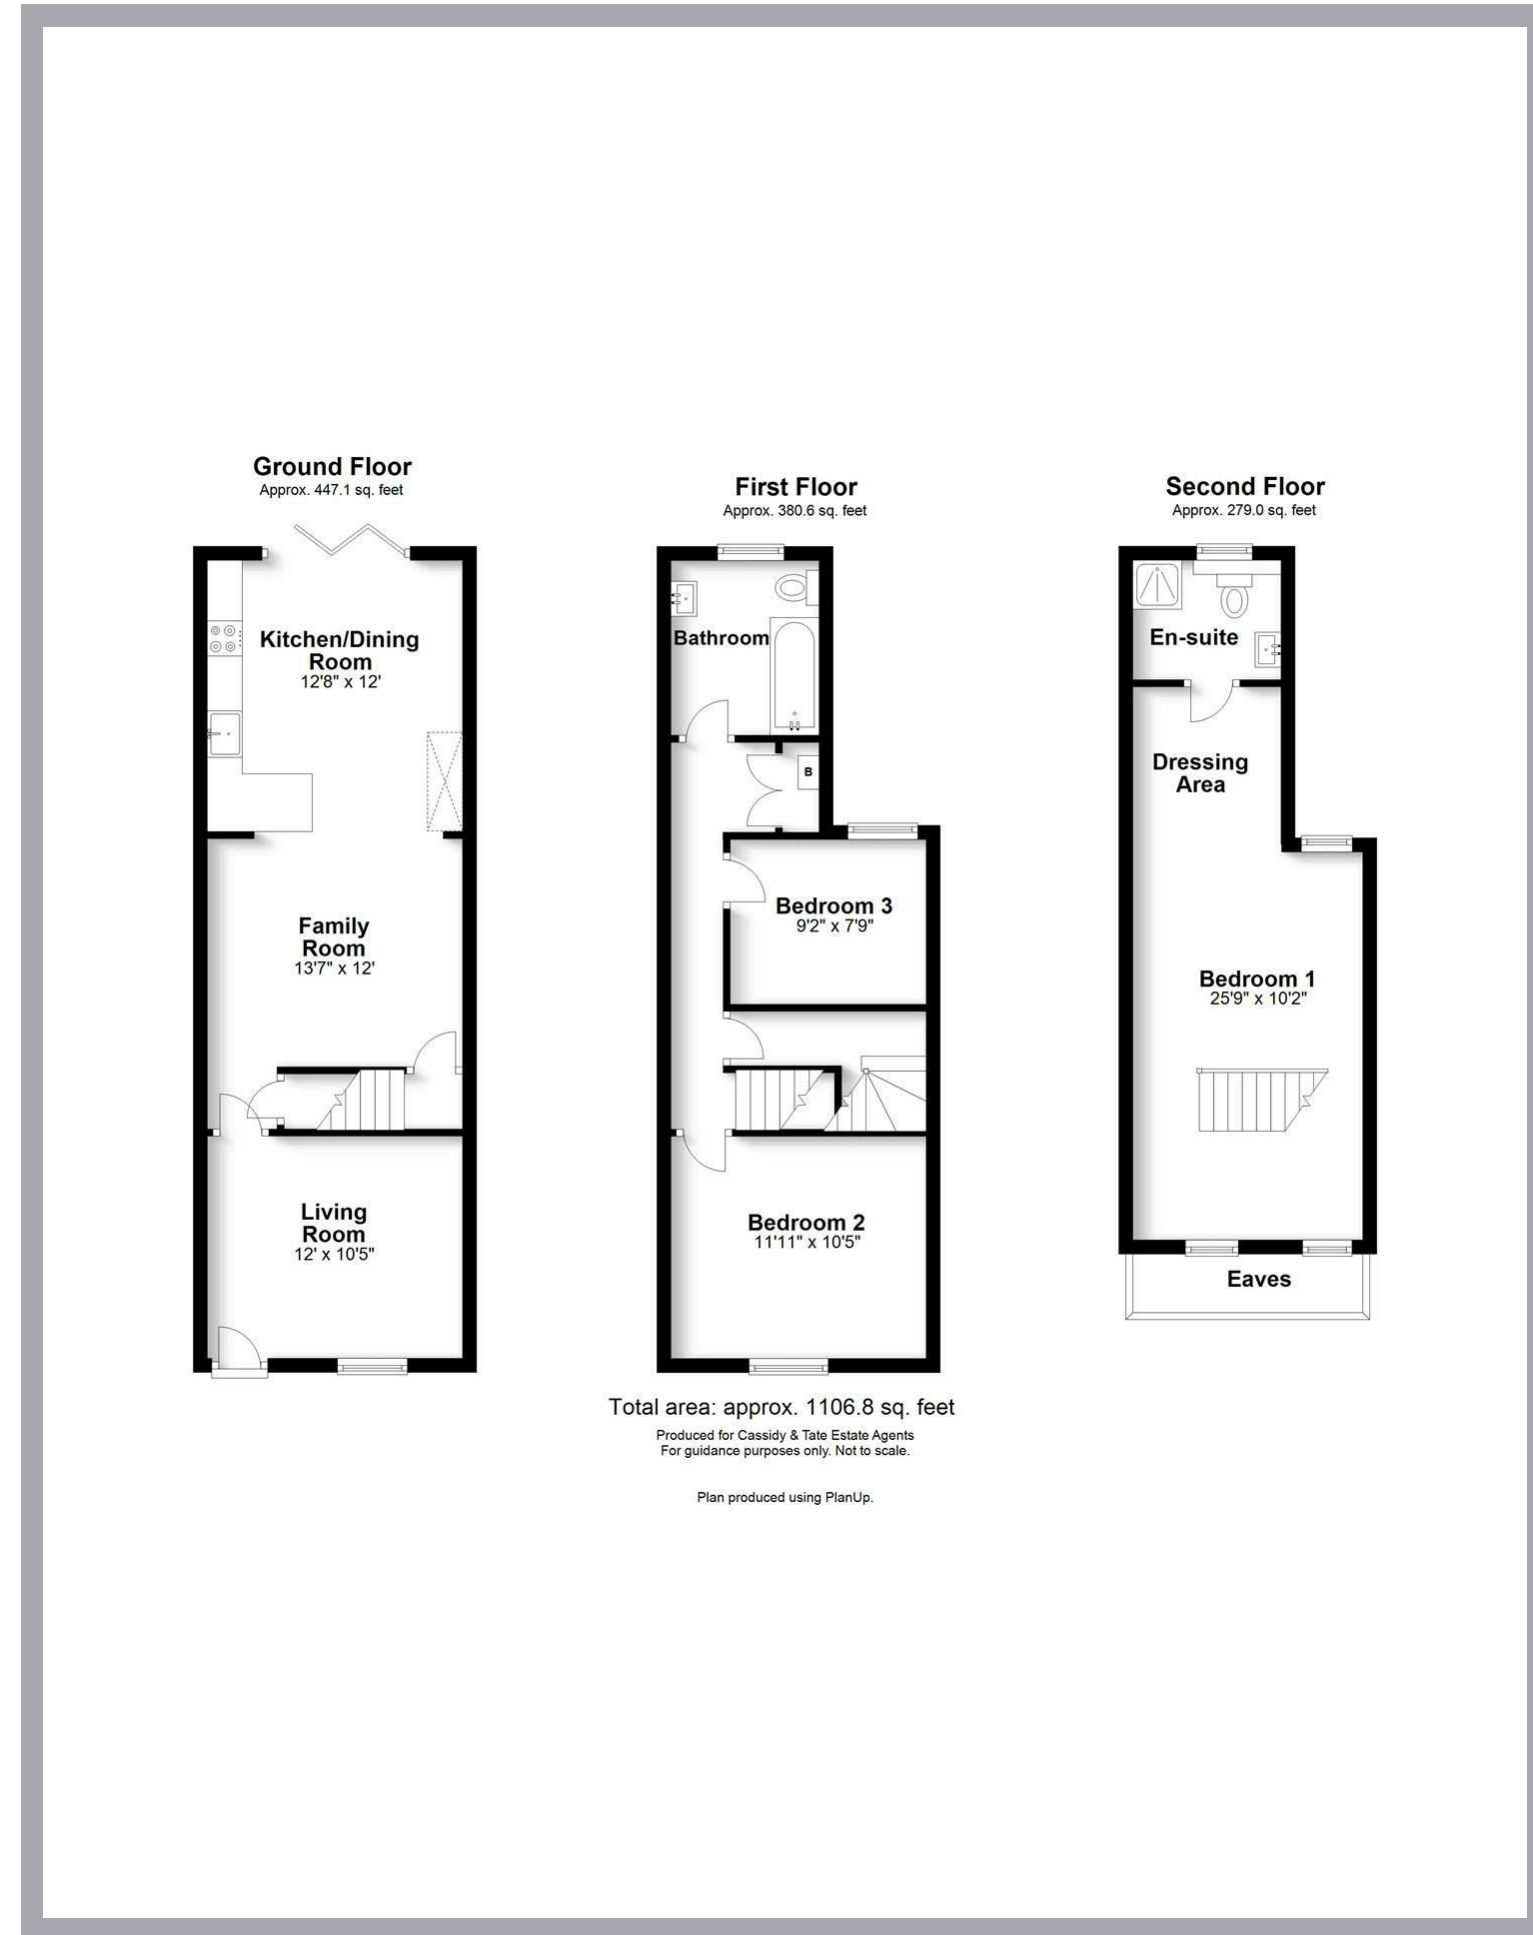 Ground Floor
Approx. 447.1 sq. feet
Kitchen/Dining
Room
12'8" x 12'
Family
Room
13'7" x 12'
Living
Room
12' x 10'5"
First Floor
Approx. 380.6 sq. feet
Bathroom
B
Bedroom 3
9'2" x 7'9"
Bedroom 2
11'11" x 10'5"
Second Floor
Approx. 279.0 sq. feet
En-suite
Dressing
Area
Bedroom 1
25'9" x 10'2"
Eaves
Total area: approx. 1106.8 sq. feet
Produced for Cassidy & Tate Estate Agents
For guidance purposes only. Not to scale.
Plan produced using PlanUp.